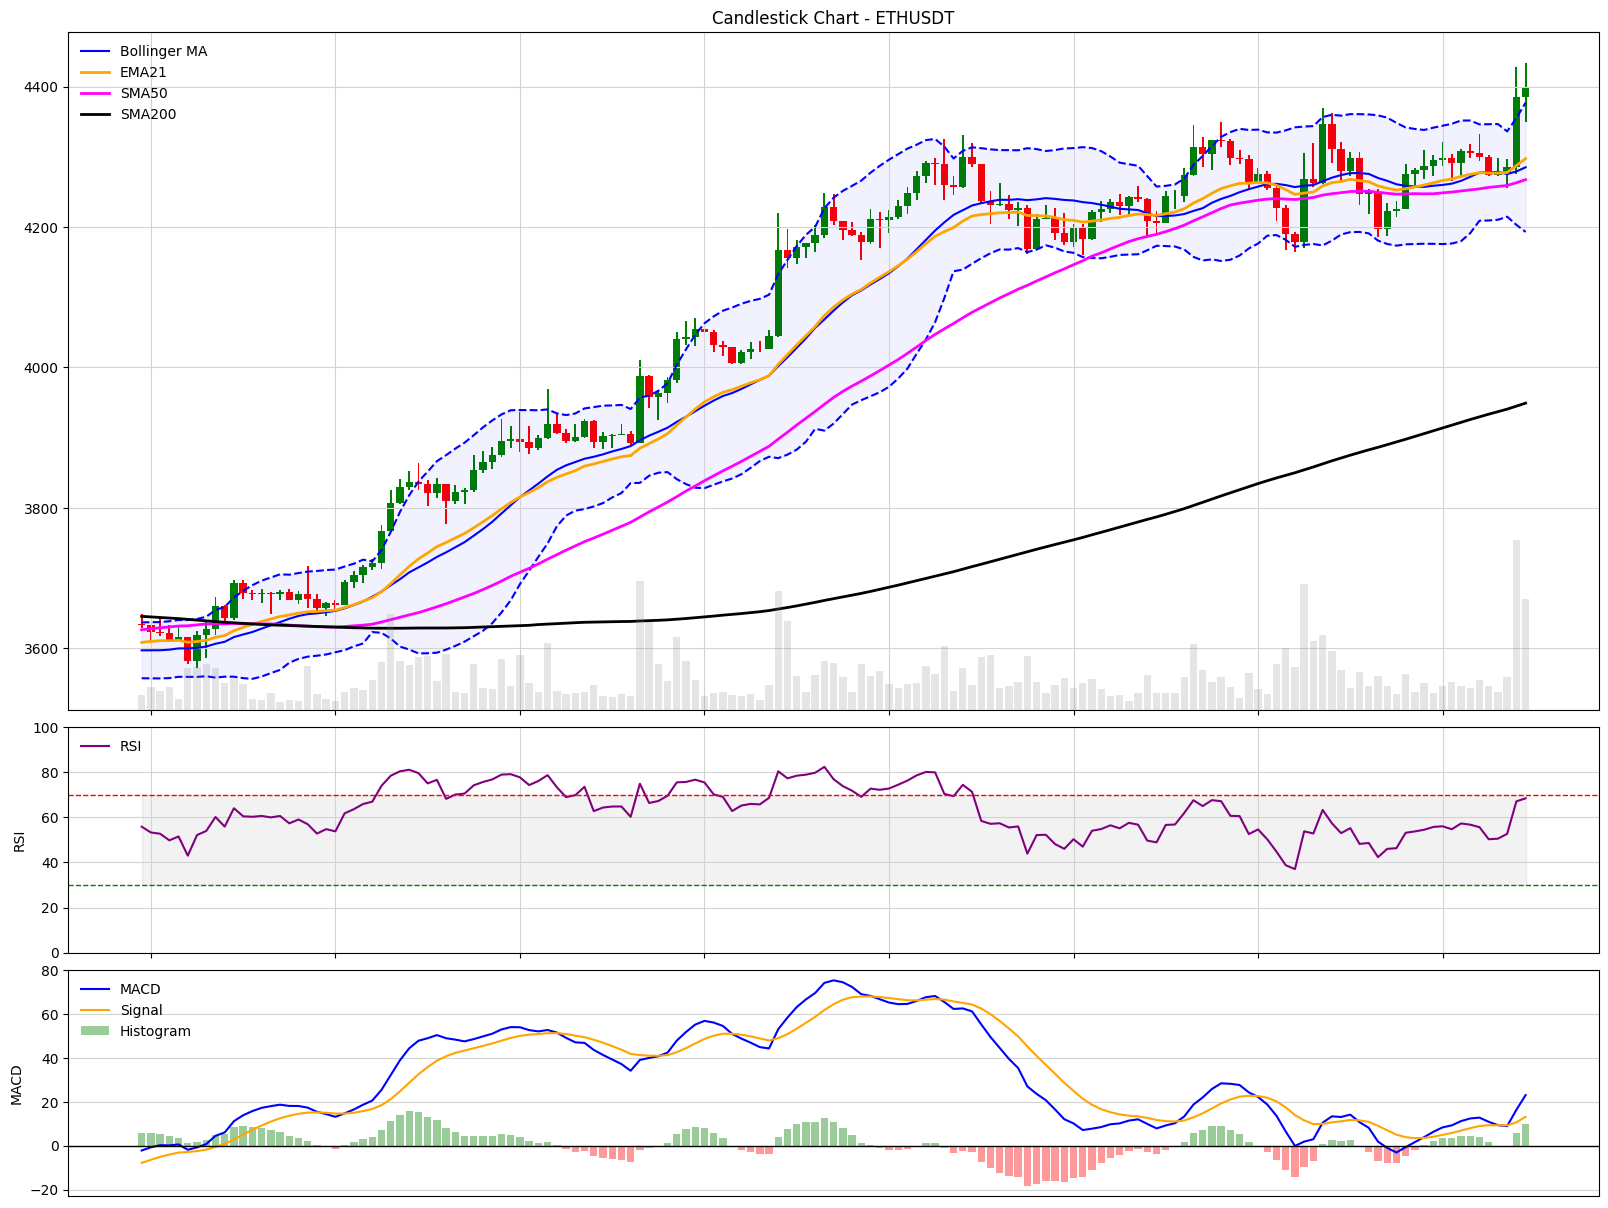 Candlestick Chart - ETHUSDT
Bollinger MA
EMA21
SMA50
SMA200
4400
4200
4000
3800
3600
RSI
100
80
60
40
20
0
RSI
MACD
Signal
Histogram
80
60
40
20
0
−20
MACD